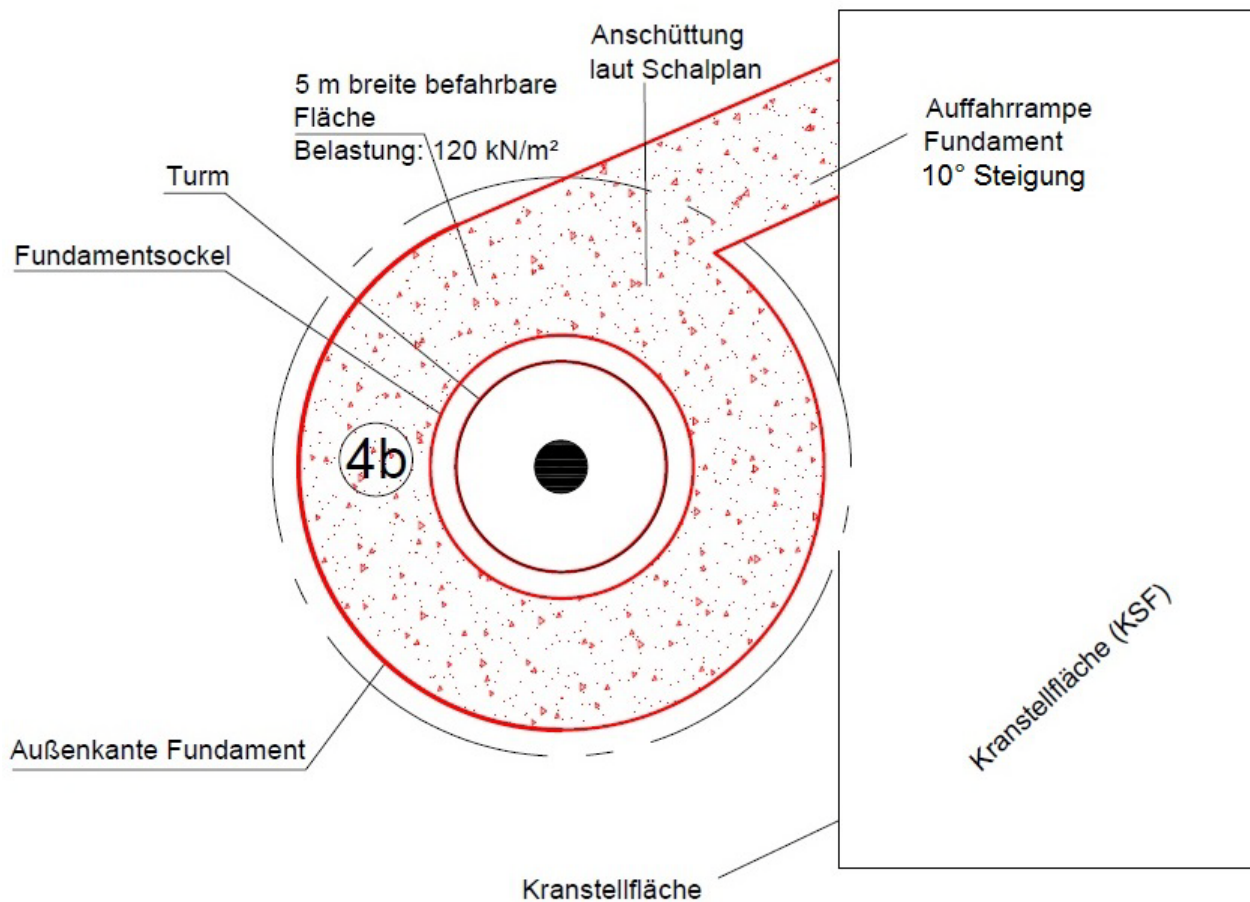 Anschüttung
laut Schalplan
5 m breite befahrbare
Fläche
Belastung: 120 kN/m²
Auffahrrampe
Fundament
10° Steigung
Turm
Fundamentsockel
4b
Kranstellfläche (KSF)
Außenkante Fundament
Kranstellfläche